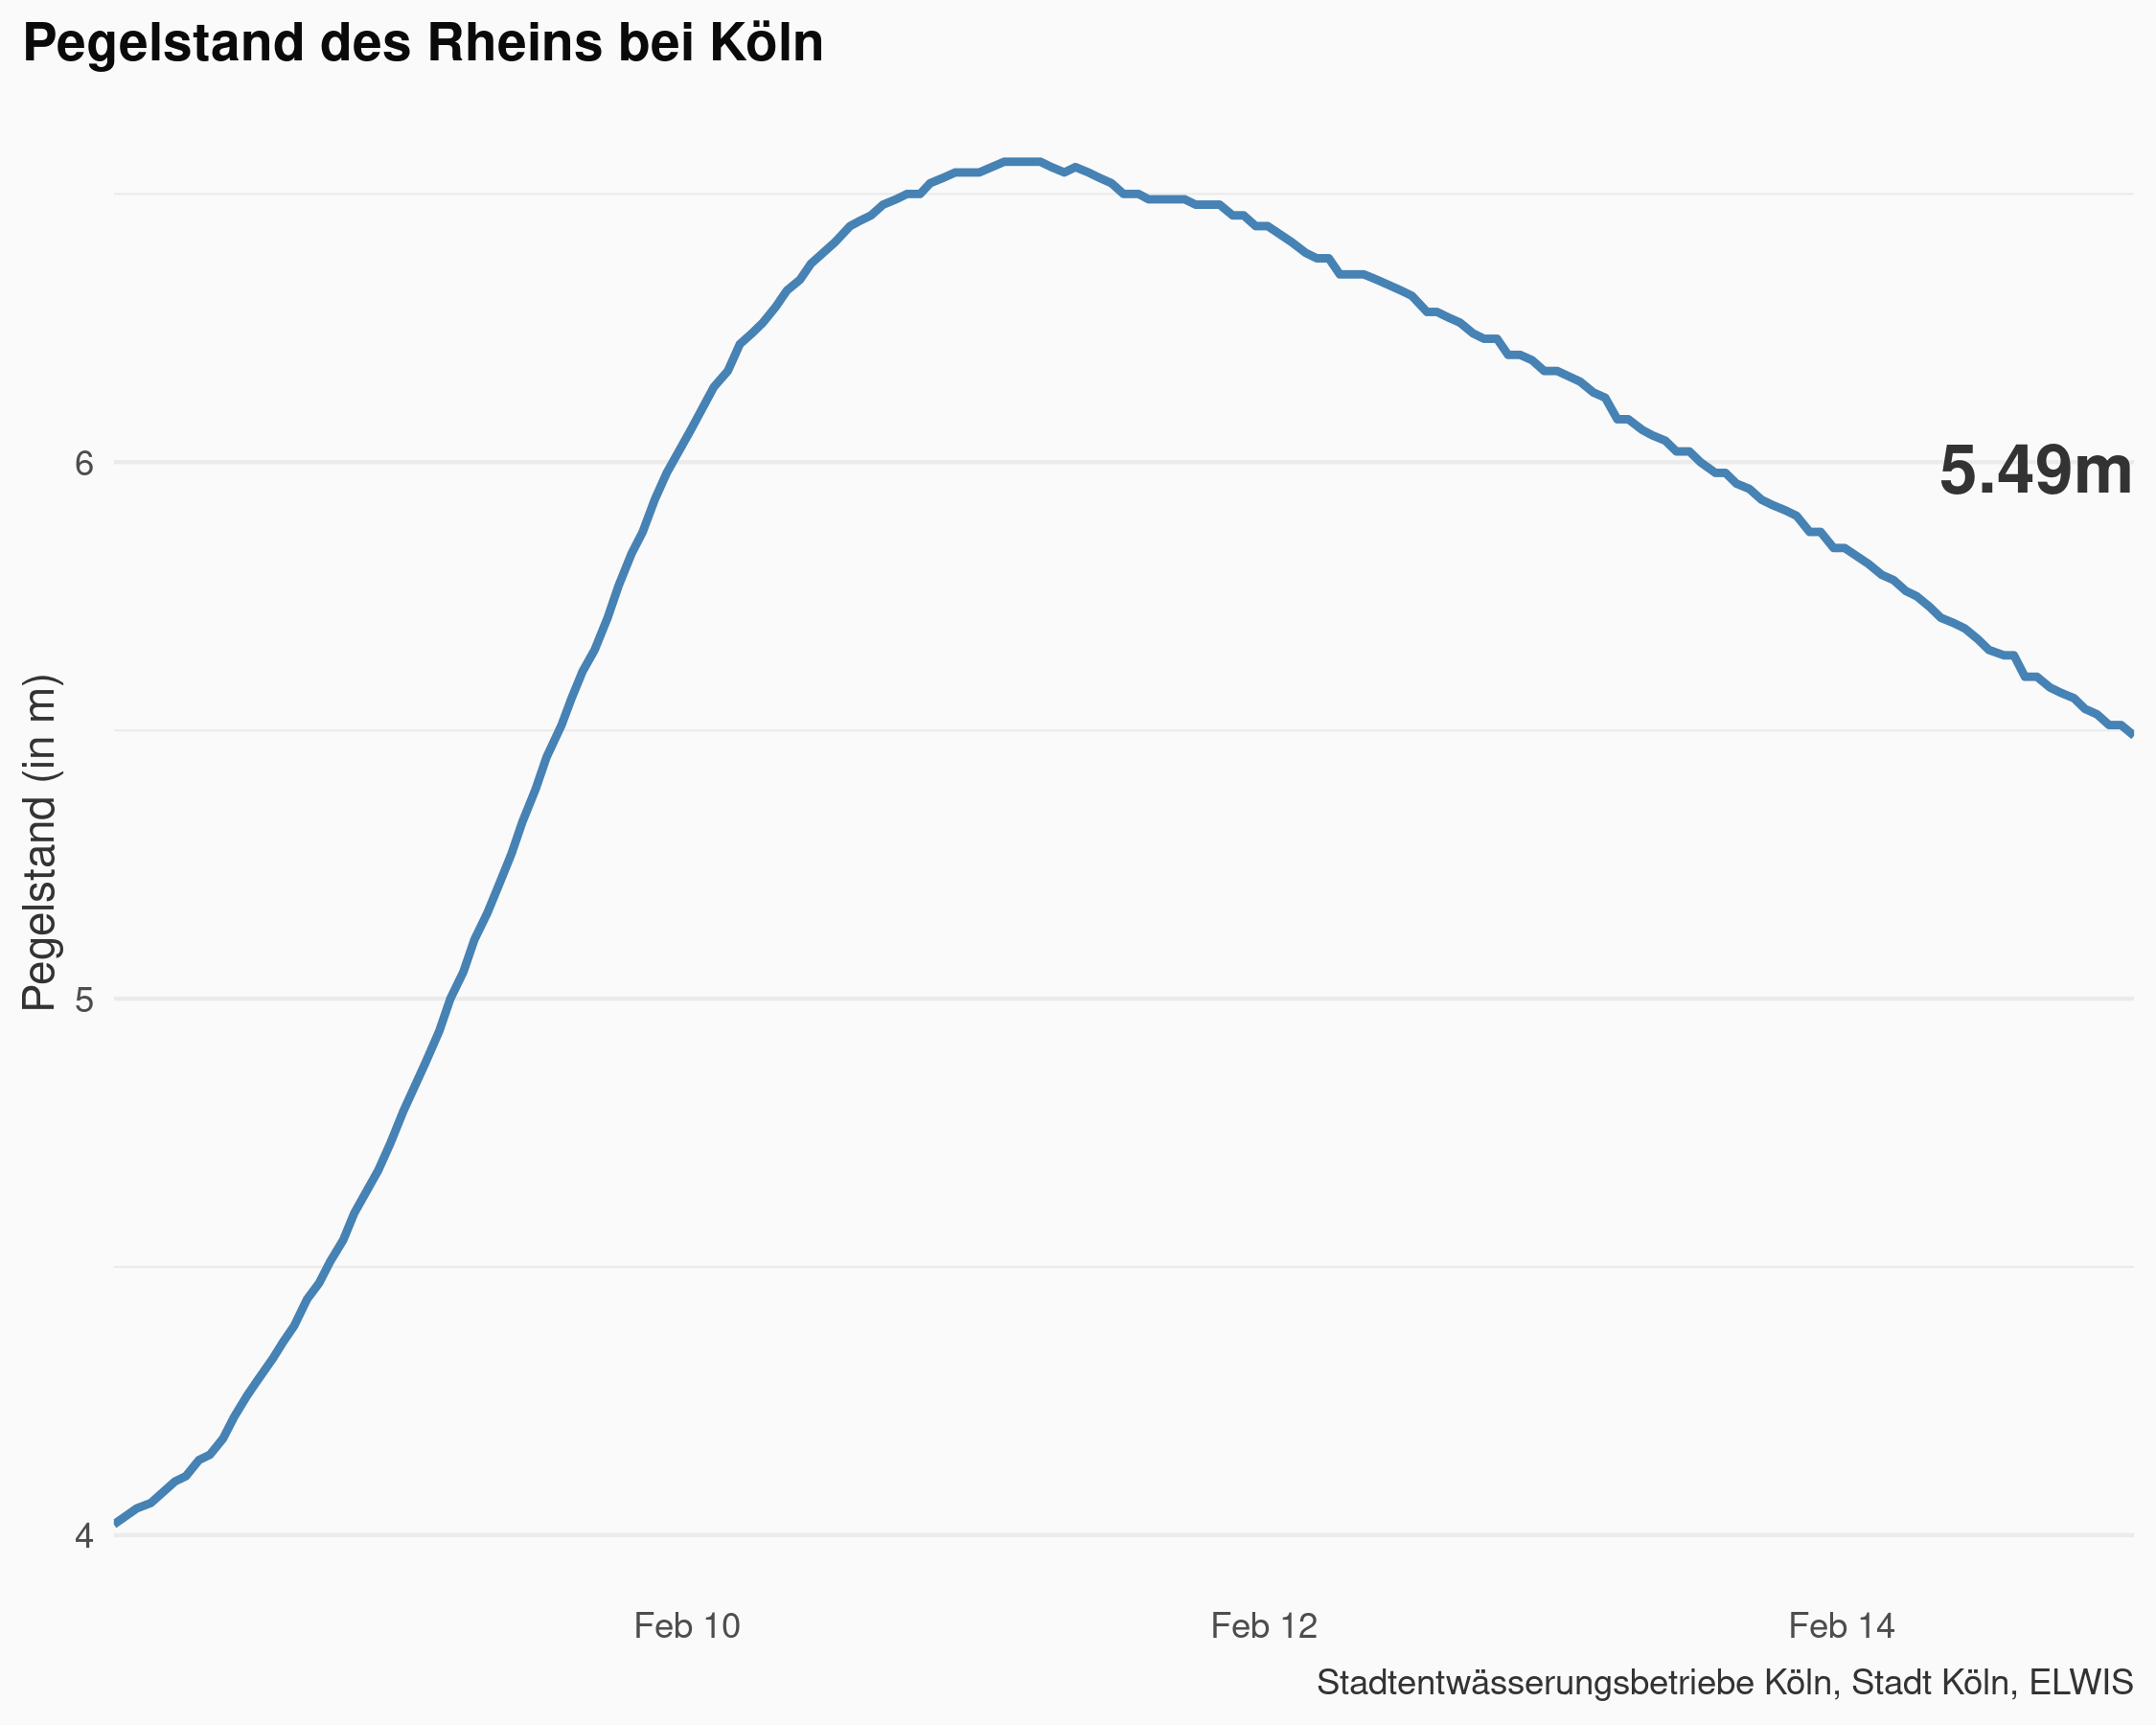 Pegelstand des Rheins bei Köln
Pegelstand (in m)
6
5
4
5.49m
Feb 10
Feb 12
Feb 14
Stadtentwässerungsbetriebe Köln, Stadt Köln, ELWIS